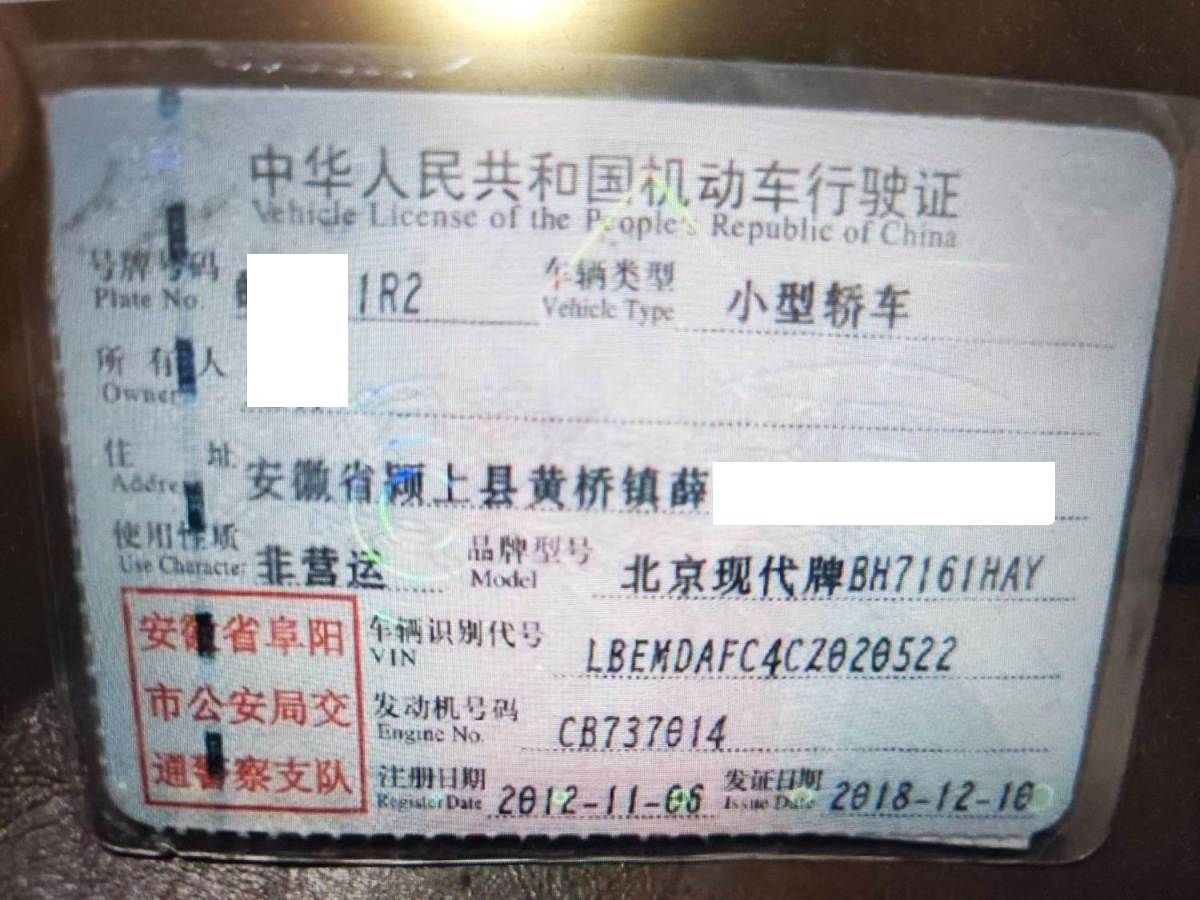 中华人民共和国机动车行驶证
Vehicle License of the People's Republic of China
号牌号码 1R2 车辆类型 小型轿车
Plate No. Vehicle Type
所有人
Owner
住址 安徽省颍上县黄桥镇薛
Address
使用性质 非营运 品牌型号 北京现代牌BH7161HAY
Use Character Model
安徽省阜阳
市公安局交
通警察支队
车辆识别代号 LBEMDAFC4CZ020522
VIN
发动机号码 CB737014
Engine No.
注册日期 2012-11-06 发证日期 2018-12-10
Register Date Issue Date